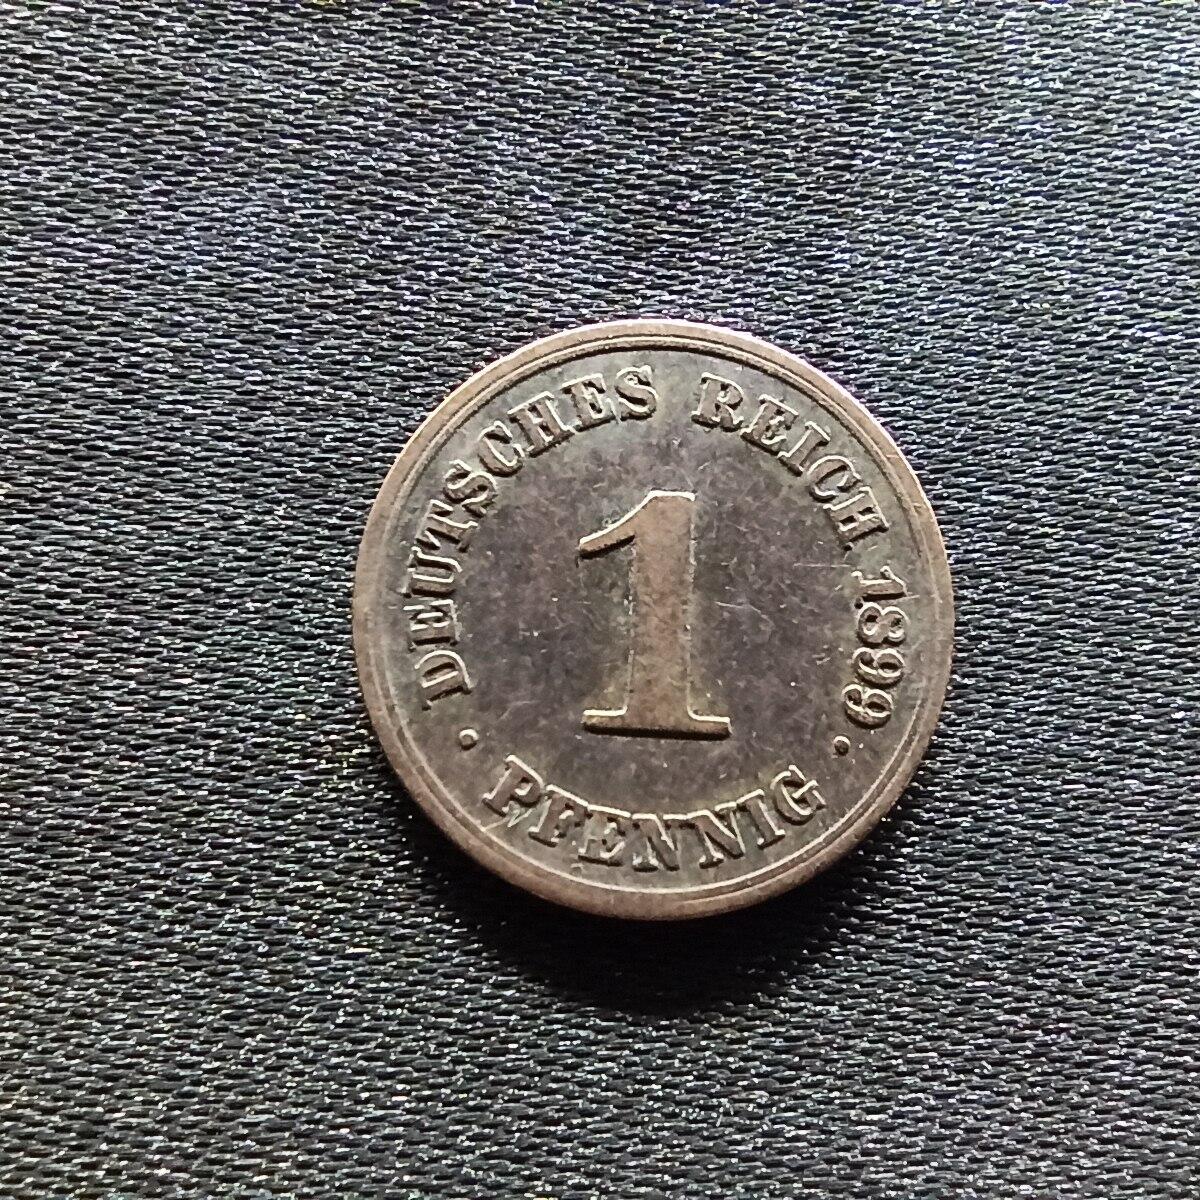 DEUTSCHES REICH 1899
1
PFENNIG